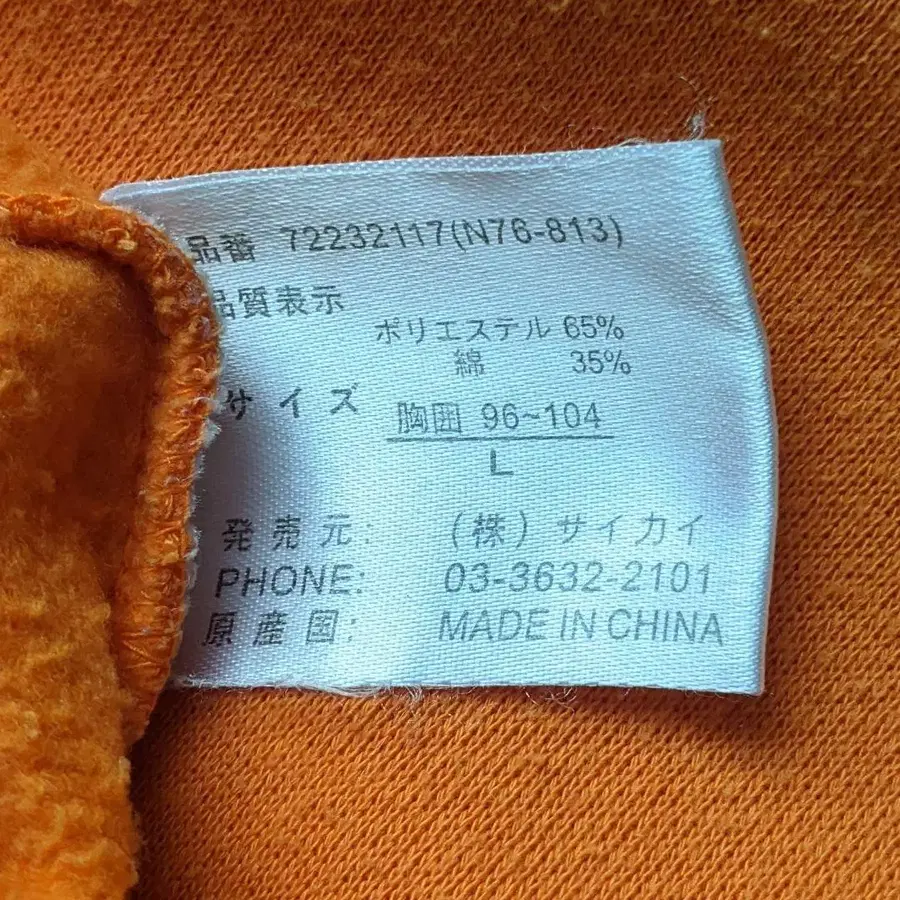 品番 72232117(N76-813)
品質表示
ポリエステル 65%
綿 35%
サイズ 胸囲 96~104
L
発売元: (株) サイカイ
PHONE: 03-3632-2101
原産国: MADE IN CHINA